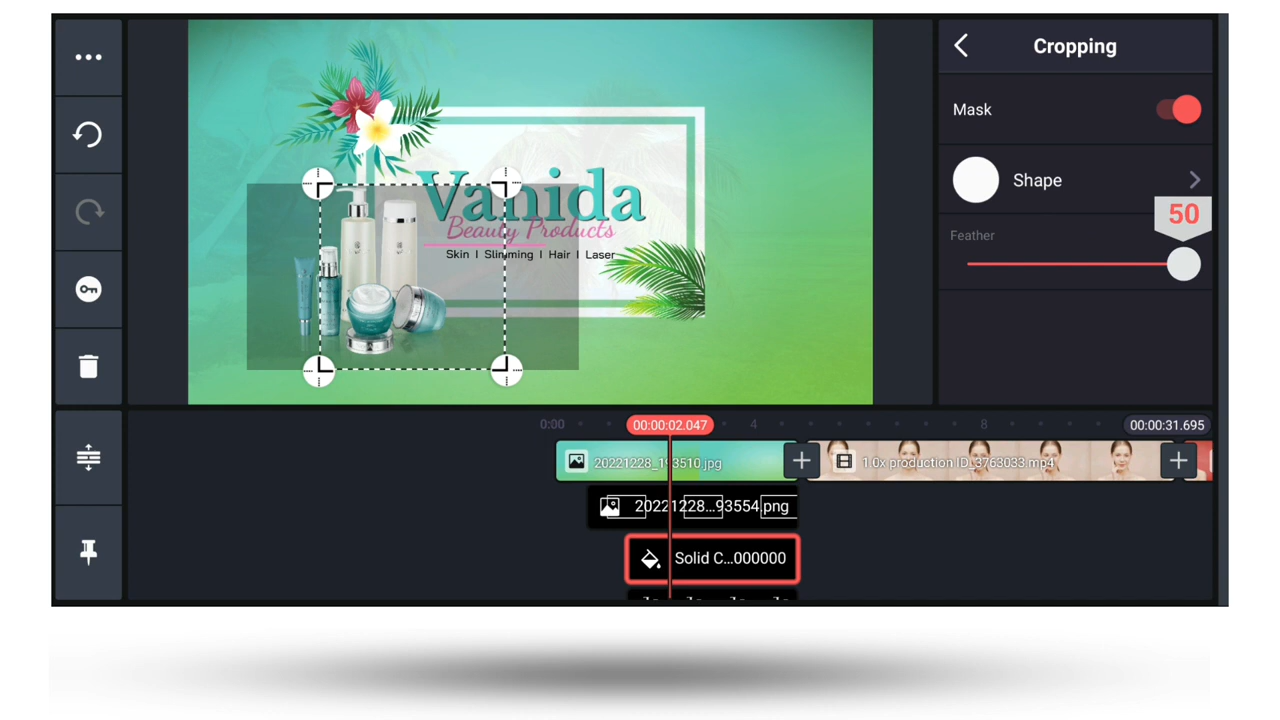 Cropping
Mask
Shape
50
Feather
Vanida
Beauty Products
Skin I Slimming I Hair I Laser
0:00
00:00:02.047
4
8
00:00:31.695
20221228_193510.jpg
1.0x production ID_3763033.mp4
20221228...93554.png
Solid C...000000